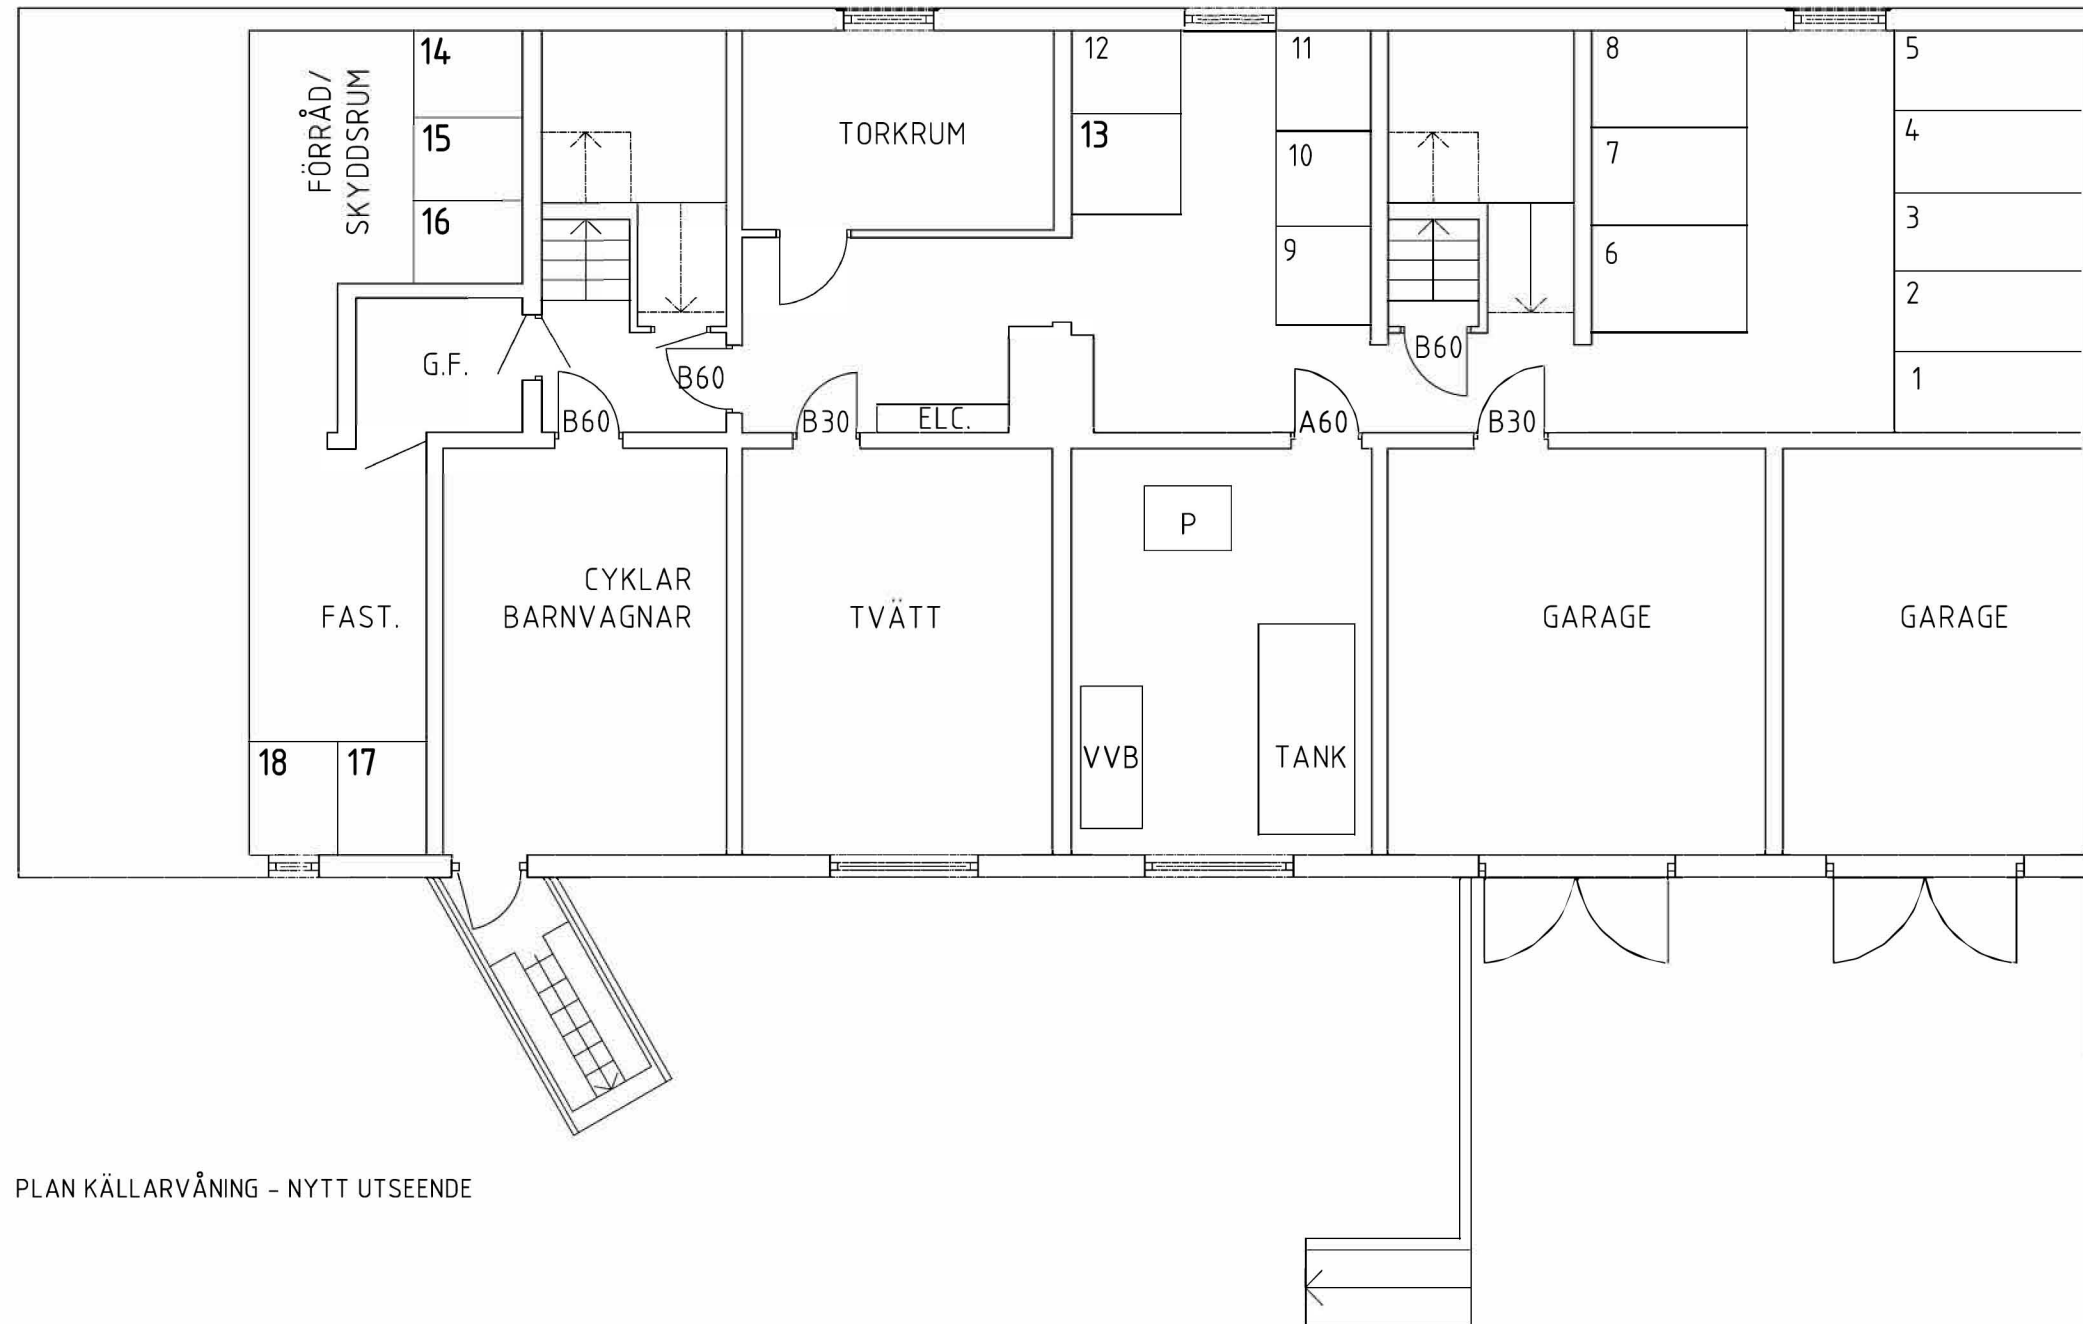 14
12
11
8
5
FÖRRÅD/
SKYDDSRUM
15
TORKRUM
13
10
7
4
16
9
6
3
2
G.F.
B60
B60
1
B60
B30
ELC.
A60
B30
P
CYKLAR
BARNVAGNAR
FAST.
TVÄTT
GARAGE
GARAGE
18
17
VVB
TANK
PLAN KÄLLARVÅNING - NYTT UTSEENDE